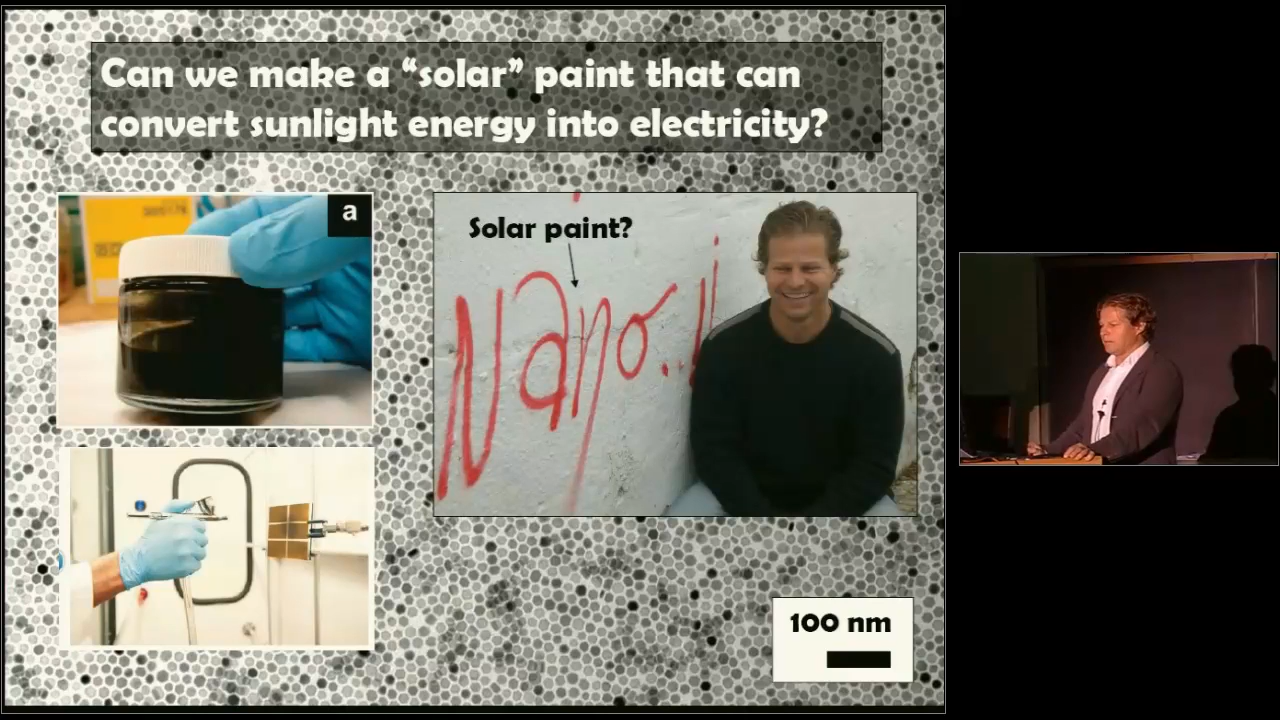 Can we make a “solar” paint that can
convert sunlight energy into electricity?
a
Solar paint?
Nano..!
100 nm